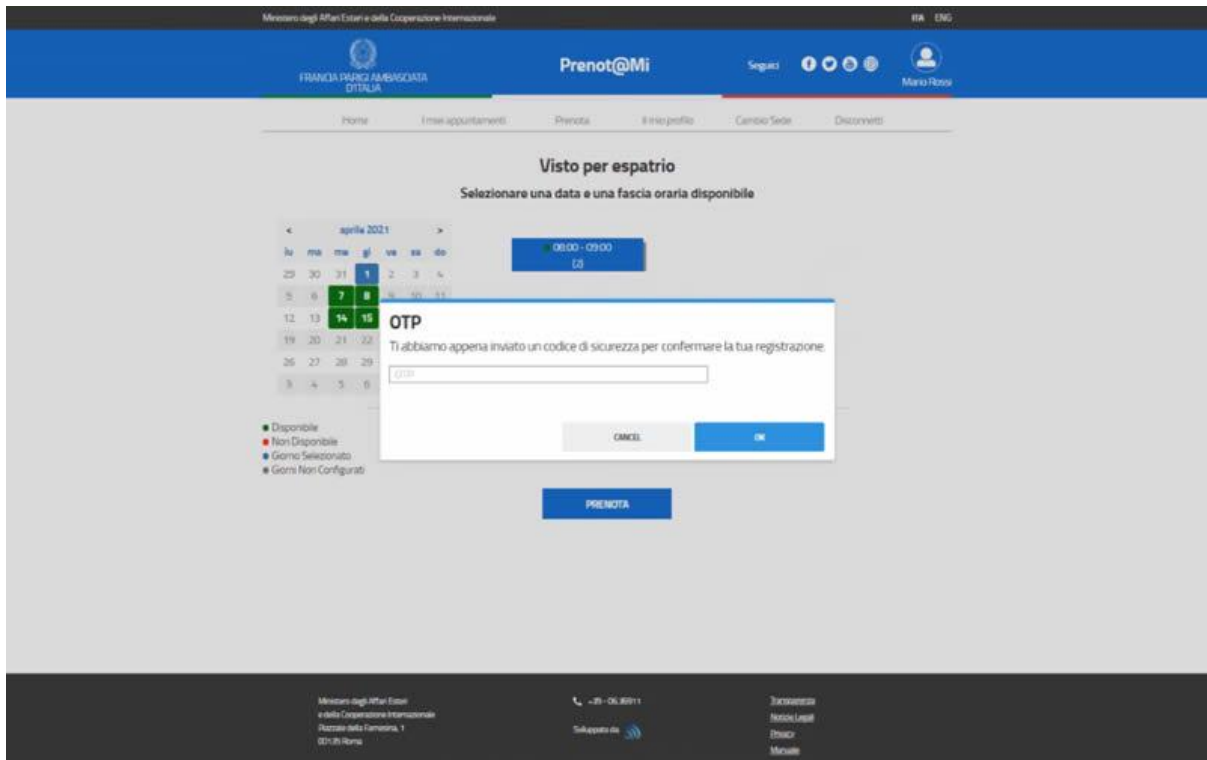 Ministero degli Affari Esteri e della Cooperazione Internazionale
ITA ENG
FRANCIA PARIGI AMBASCIATA
D'ITALIA
Prenot@Mi
Seguici
Mario Rossi
Home I miei appuntamenti Prenota Il mio profilo Cambio Sede Disconnetti
Visto per espatrio
Selezionare una data e una fascia oraria disponibile
< aprile 2021 >
lu ma me gi ve sa do
29 30 31 1 2 3 4
5 6 7 8 9 10 11
12 13 14 15
19 20 21 22
26 27 28 29
3 4 5 6
08:00 - 09:00
(2)
OTP
Ti abbiamo appena inviato un codice di sicurezza per confermare la tua registrazione
OTP
CANCEL OK
Disponibile
Non Disponibile
Giorno Selezionato
Giorni Non Configurati
PRENOTA
Ministero degli Affari Esteri
e della Cooperazione Internazionale
Piazzale della Farnesina, 1
00135 Roma
Sviluppato da
Trasparenza
Notizie Legali
Privacy
Manuale